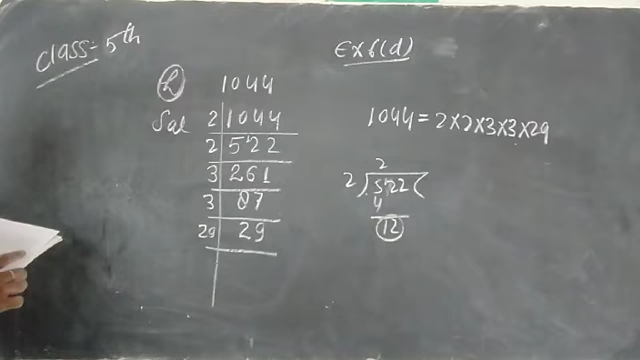 Class:- 5th
Ex 6(d)
(h) 1044
Sol 2 | 1044
2 | 522
3 | 261
3 | 87
29 | 29
1044 = 2×2×3×3×29
2
2 ) 522 (
4
12